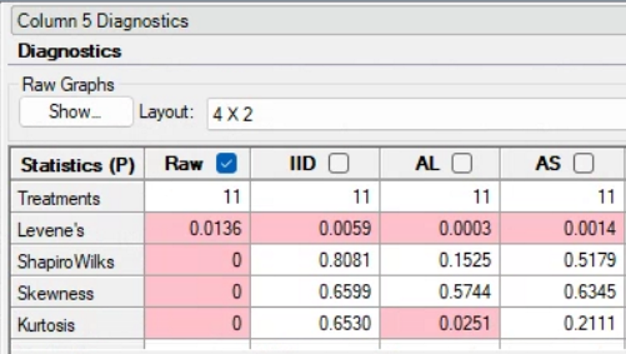 Column 5 Diagnostics
Diagnostics
Raw Graphs
Show... Layout: 4 X 2
Statistics (P) Raw IID AL AS
Treatments 11 11 11 11
Levene's 0.0136 0.0059 0.0003 0.0014
ShapiroWilks 0 0.8081 0.1525 0.5179
Skewness 0 0.6599 0.5744 0.6345
Kurtosis 0 0.6530 0.0251 0.2111